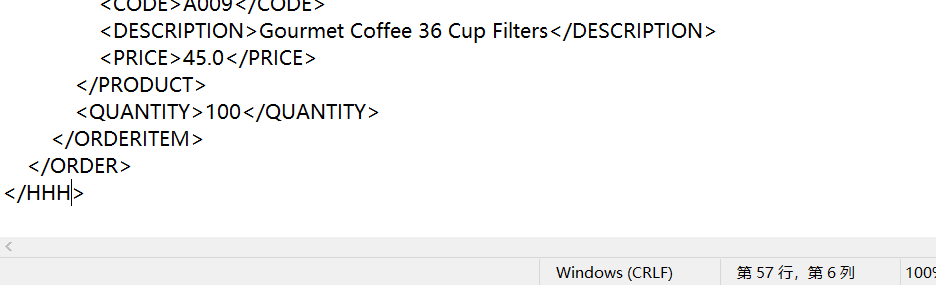 <CODE>A009</CODE>
<DESCRIPTION>Gourmet Coffee 36 Cup Filters</DESCRIPTION>
<PRICE>45.0</PRICE>
</PRODUCT>
<QUANTITY>100</QUANTITY>
</ORDERITEM>
</ORDER>
</HHH>
Windows (CRLF) 第 57 行，第 6 列 100%